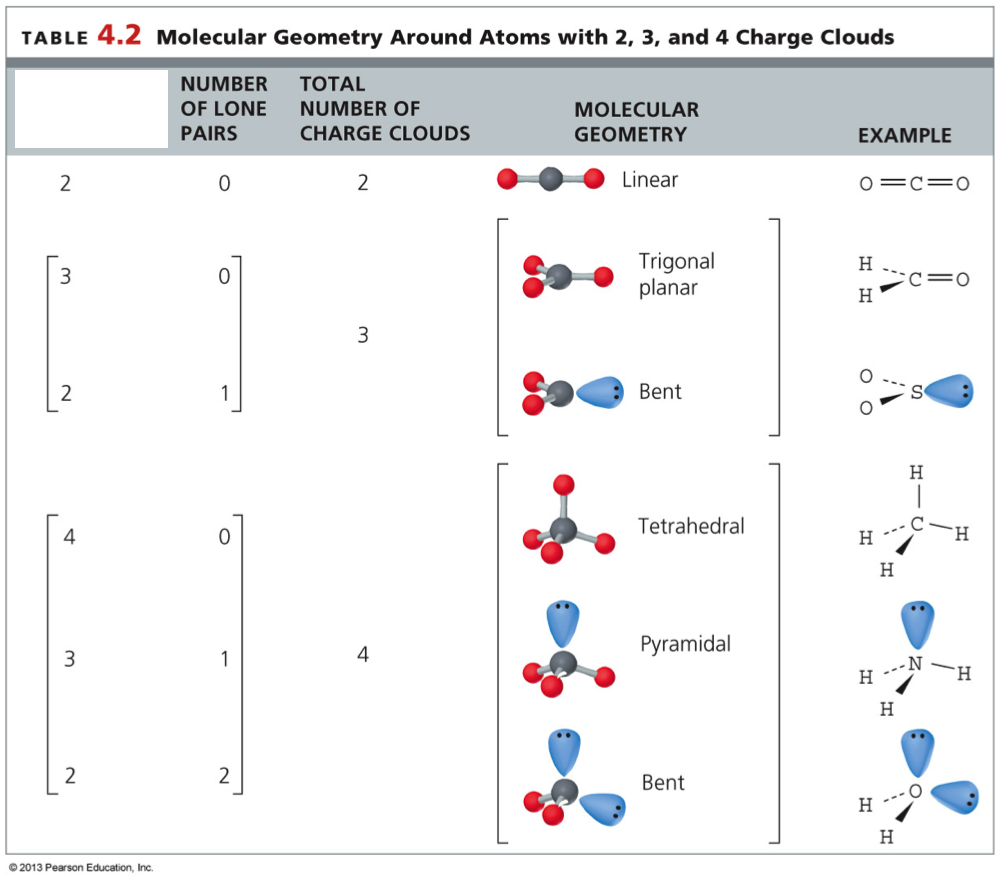 TABLE 4.2 Molecular Geometry Around Atoms with 2, 3, and 4 Charge Clouds
NUMBER OF LONE PAIRS
TOTAL NUMBER OF CHARGE CLOUDS
MOLECULAR GEOMETRY
EXAMPLE
2 0 2 Linear O C O
3 0 Trigonal planar H H C O
3
2 1 Bent O O S
4 0 Tetrahedral H C H H H
3 1 4 Pyramidal H N H H
2 2 Bent H O H
© 2013 Pearson Education, Inc.